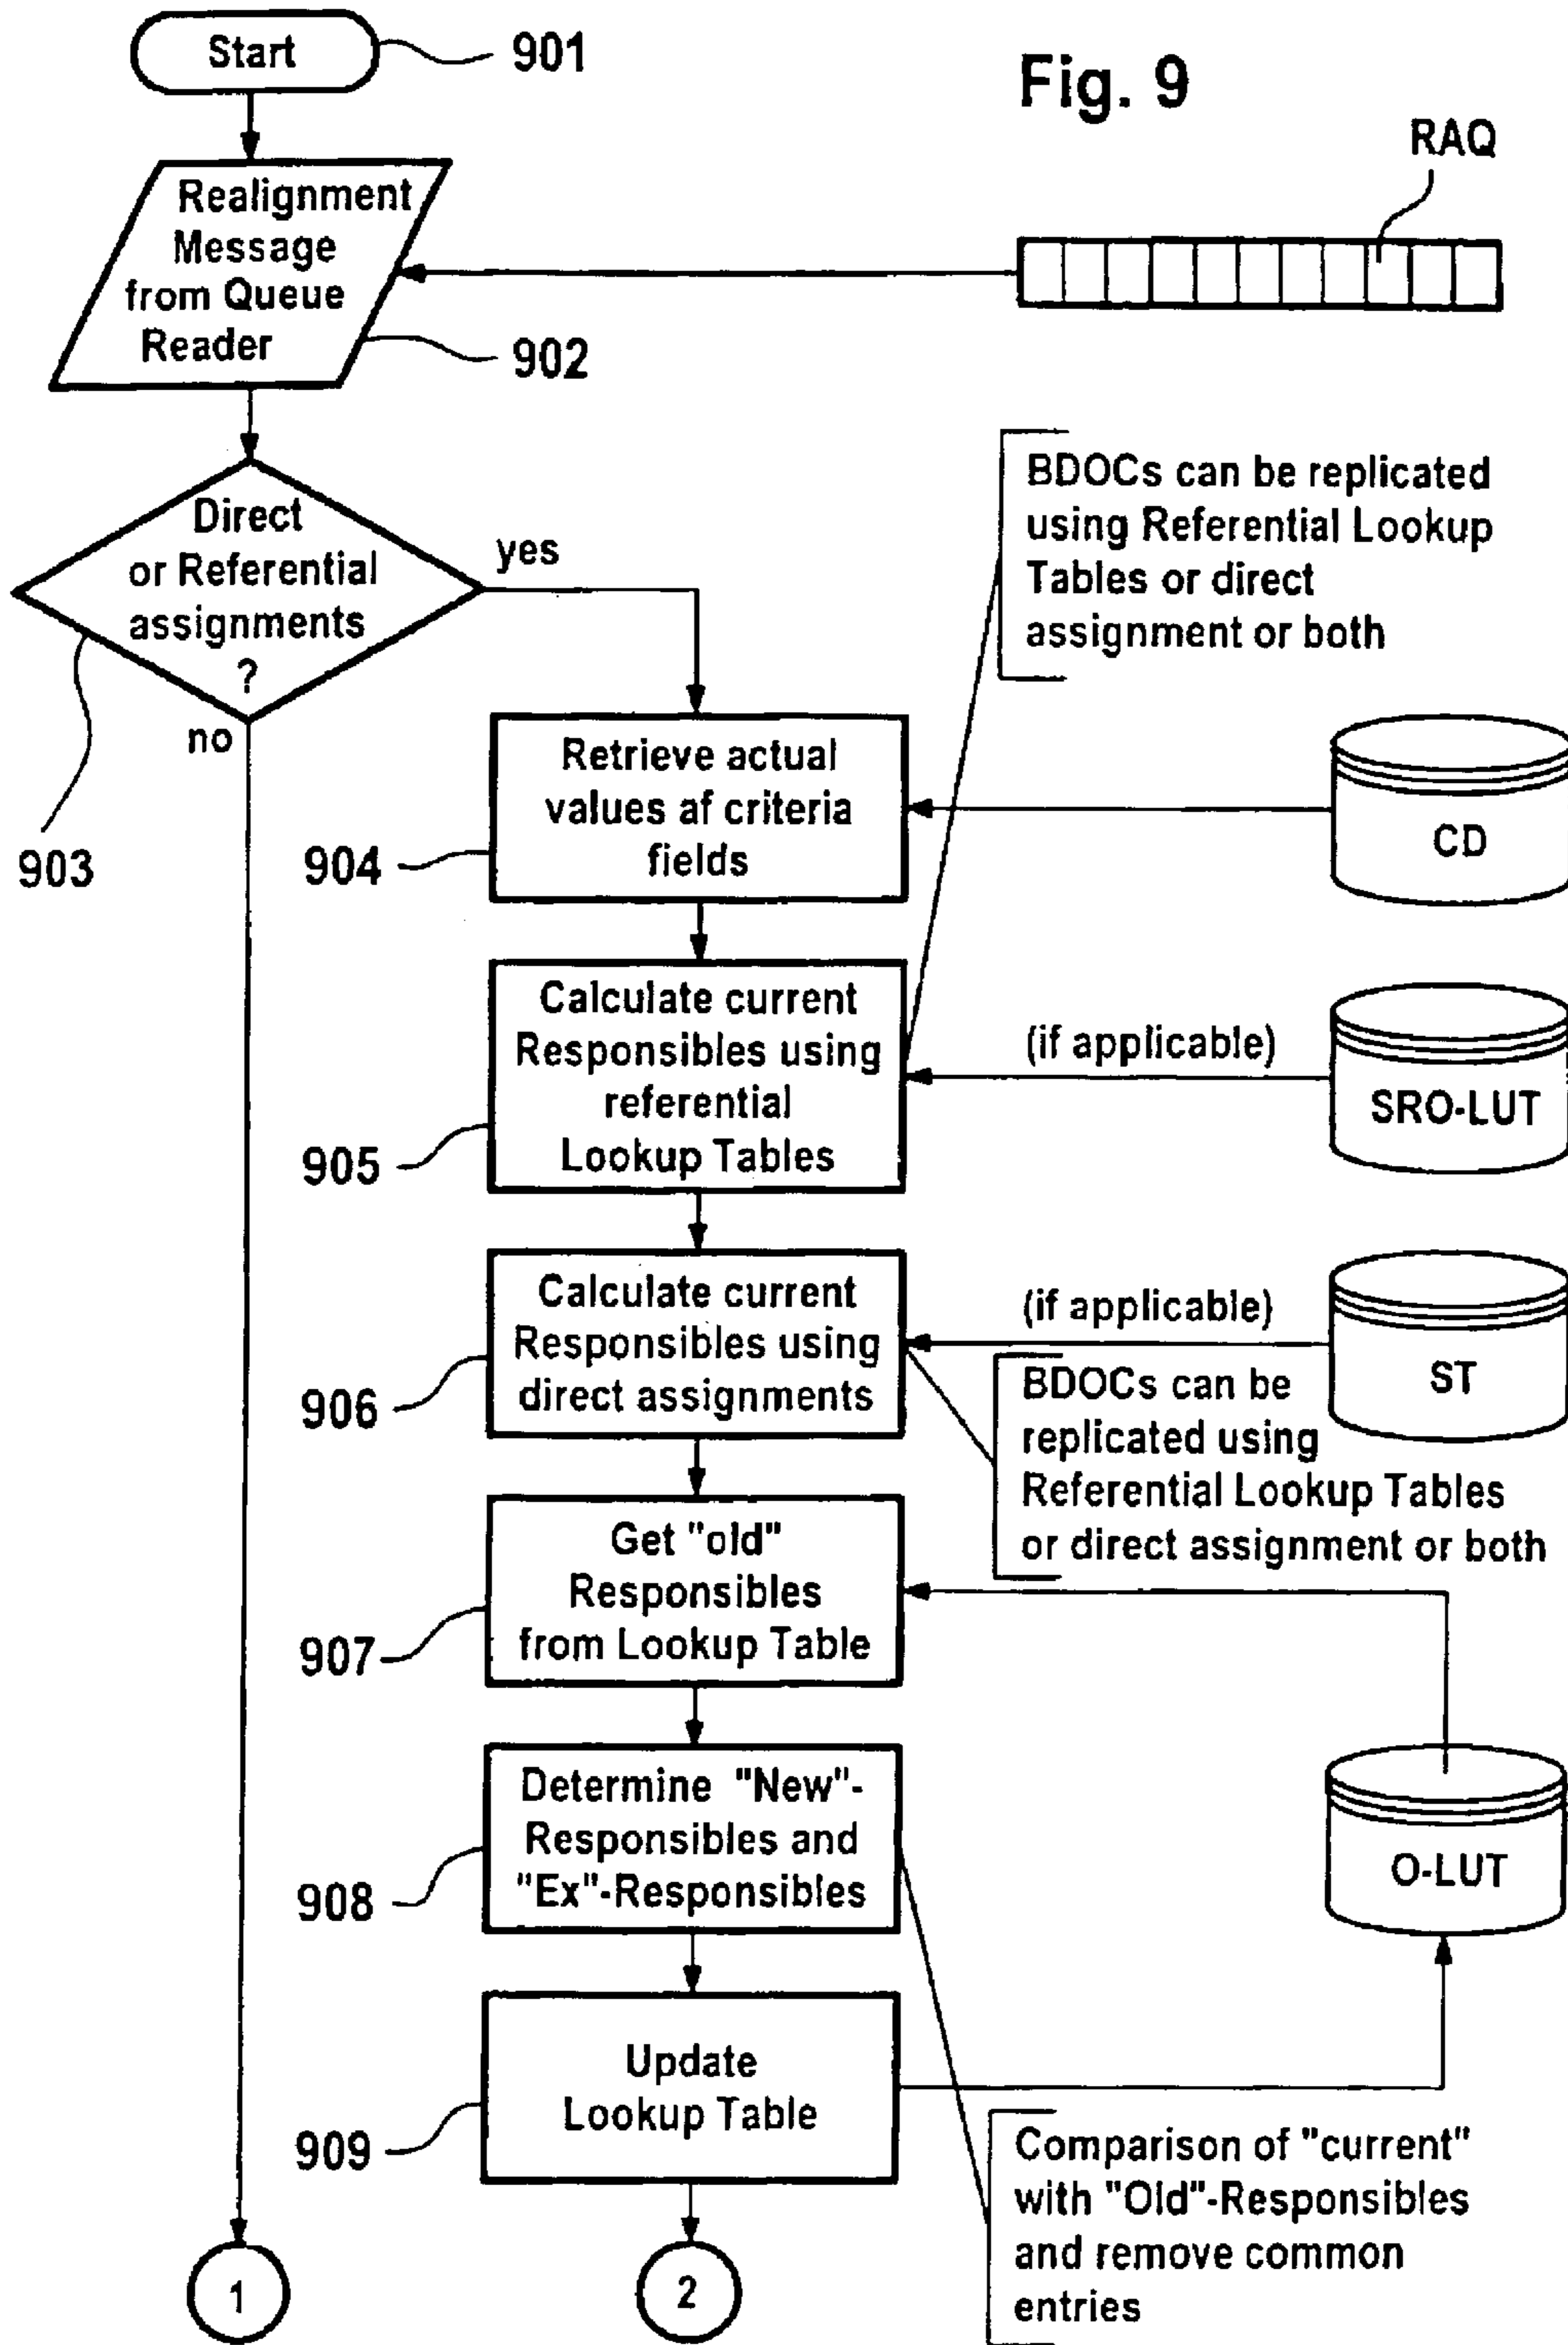 Start
901
Fig. 9
RAQ
Realignment
Message
from Queue
Reader
902
Direct
or Referential
assignments
?
yes
no
903
BDOCs can be replicated
using Referential Lookup
Tables or direct
assignment or both
Retrieve actual
values af criteria
fields
904
CD
Calculate current
Responsibles using
referential
Lookup Tables
905
(if applicable)
SRO-LUT
Calculate current
Responsibles using
direct assignments
906
(if applicable)
ST
BDOCs can be
replicated using
Referential Lookup Tables
or direct assignment or both
Get "old"
Responsibles
from Lookup Table
907
Determine "New"-
Responsibles and
"Ex"-Responsibles
908
O-LUT
Update
Lookup Table
909
Comparison of "current"
with "Old"-Responsibles
and remove common
entries
1
2